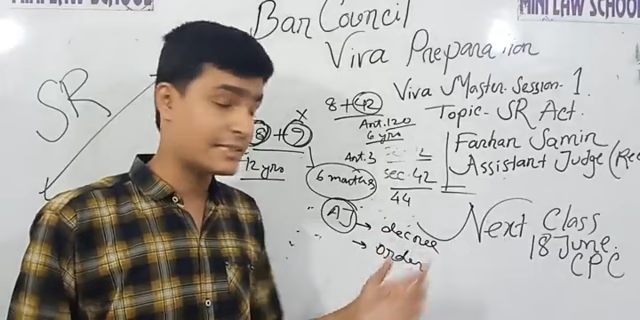 MINI LAW SCHOOL
MINI LAW SCHOOL
Bar Council
Viva Preparation
Viva Master Session - 1
Topic - SR Act.
Farhan Samin
Assistant Judge (Rec
SR
8 + 42
Art. 120
6 yrs
8 + 9 x
12 yrs
Art. 3
6 months
sec. 42
44
AJ → decree
→ order
Next Class
18 June
CPC